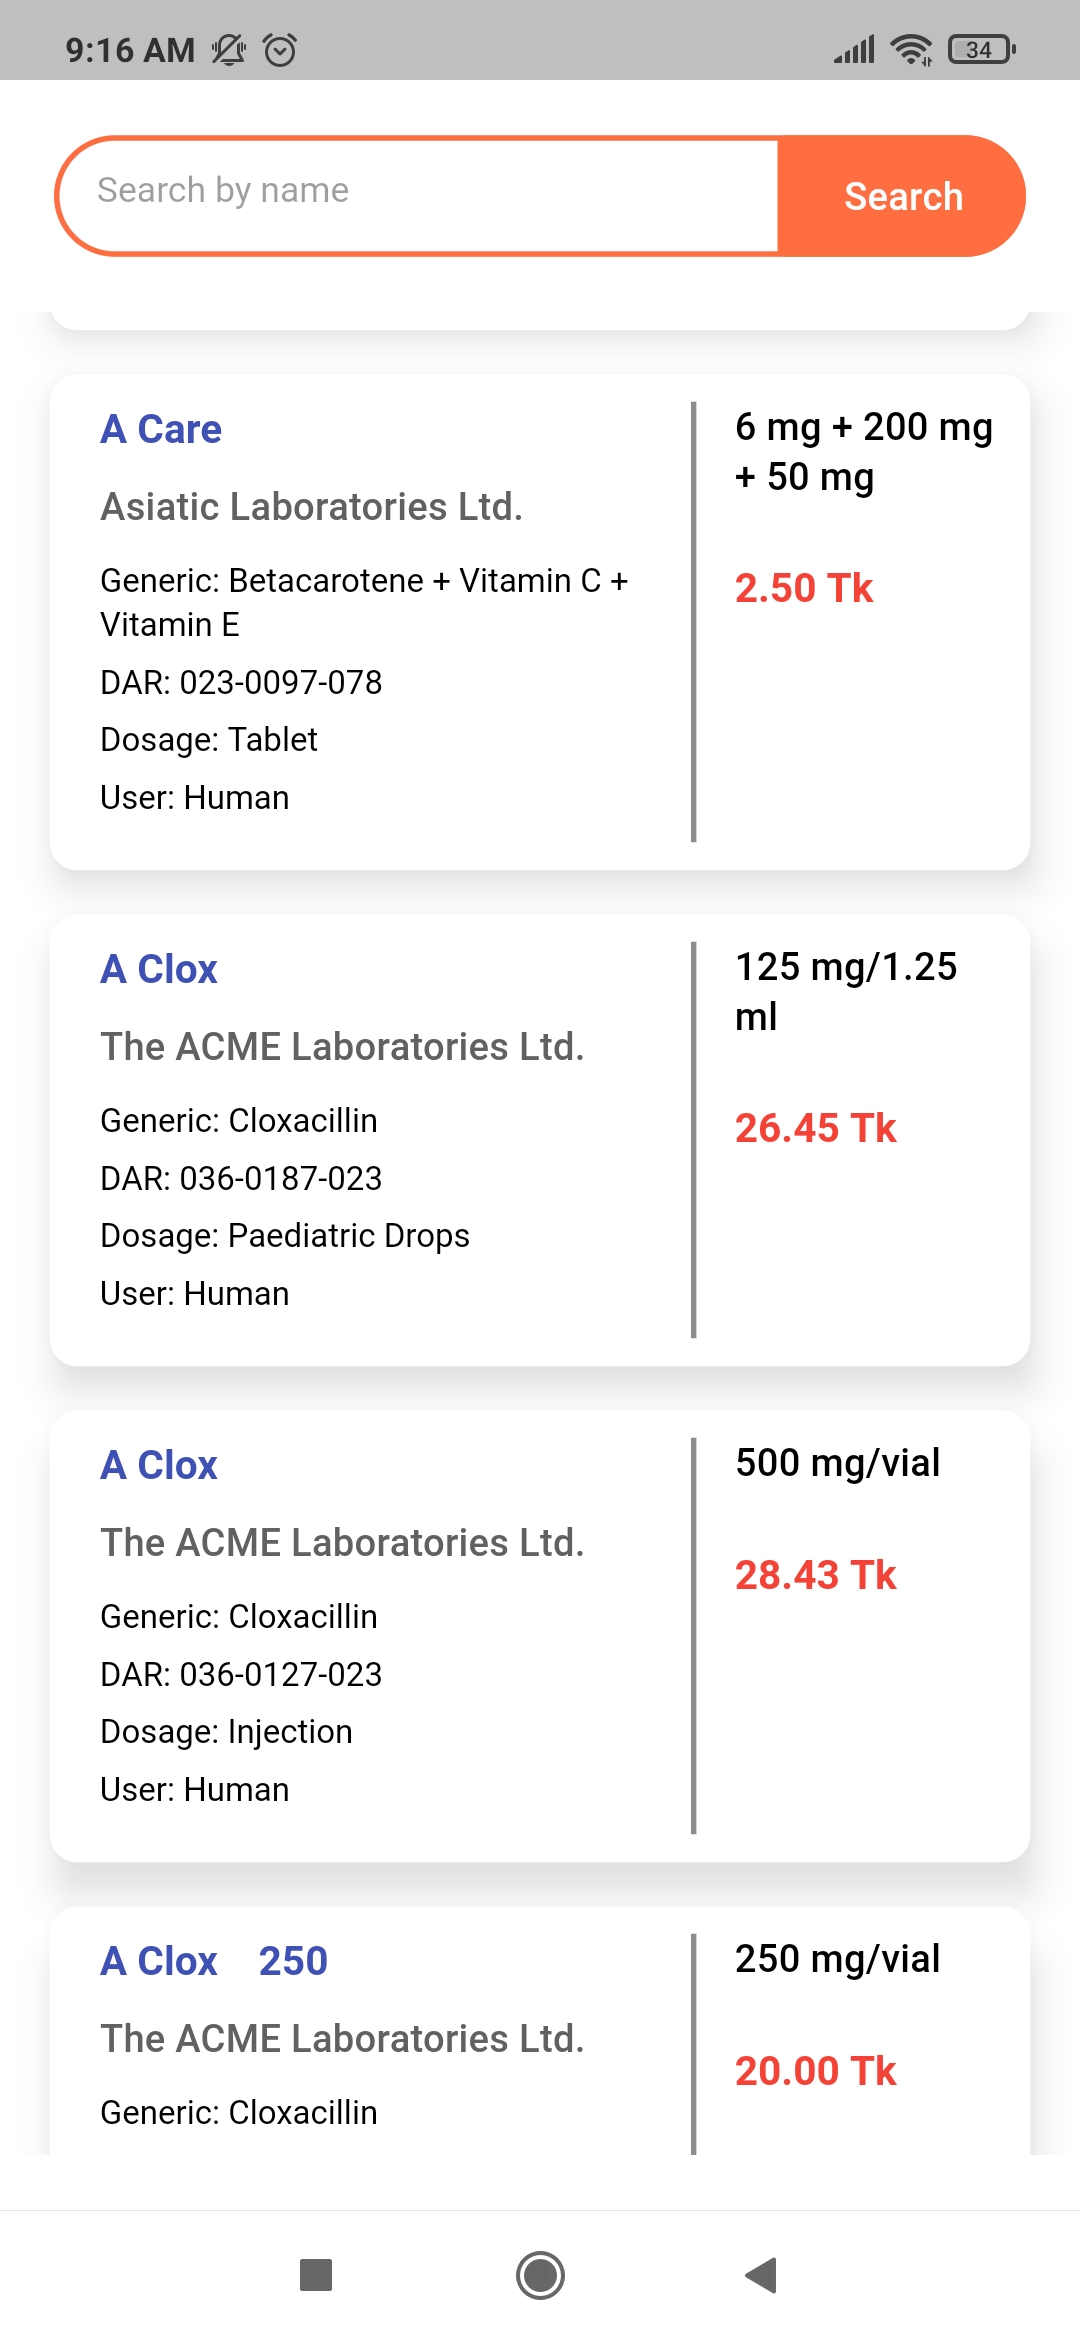 9:16 AM
34
Search by name
Search
A Care
Asiatic Laboratories Ltd.
Generic: Betacarotene + Vitamin C +
Vitamin E
DAR: 023-0097-078
Dosage: Tablet
User: Human
6 mg + 200 mg
+ 50 mg
2.50 Tk
A Clox
The ACME Laboratories Ltd.
Generic: Cloxacillin
DAR: 036-0187-023
Dosage: Paediatric Drops
User: Human
125 mg/1.25
ml
26.45 Tk
A Clox
The ACME Laboratories Ltd.
Generic: Cloxacillin
DAR: 036-0127-023
Dosage: Injection
User: Human
500 mg/vial
28.43 Tk
A Clox 250
The ACME Laboratories Ltd.
Generic: Cloxacillin
250 mg/vial
20.00 Tk